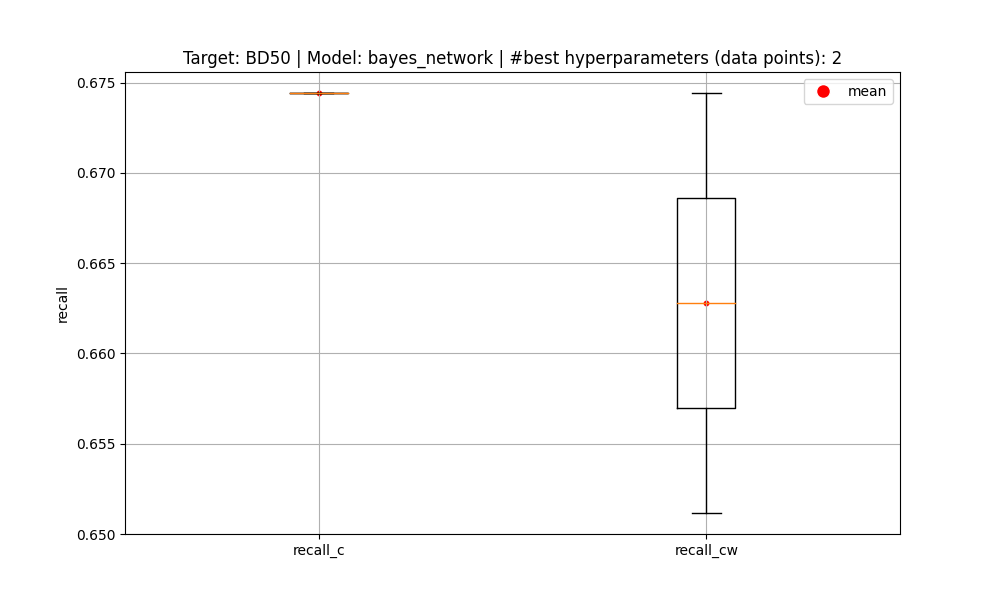 Target: BD50 | Model: bayes_network | #best hyperparameters (data points): 2
mean
0.675
0.670
0.665
0.660
0.655
0.650
recall
recall_c
recall_cw